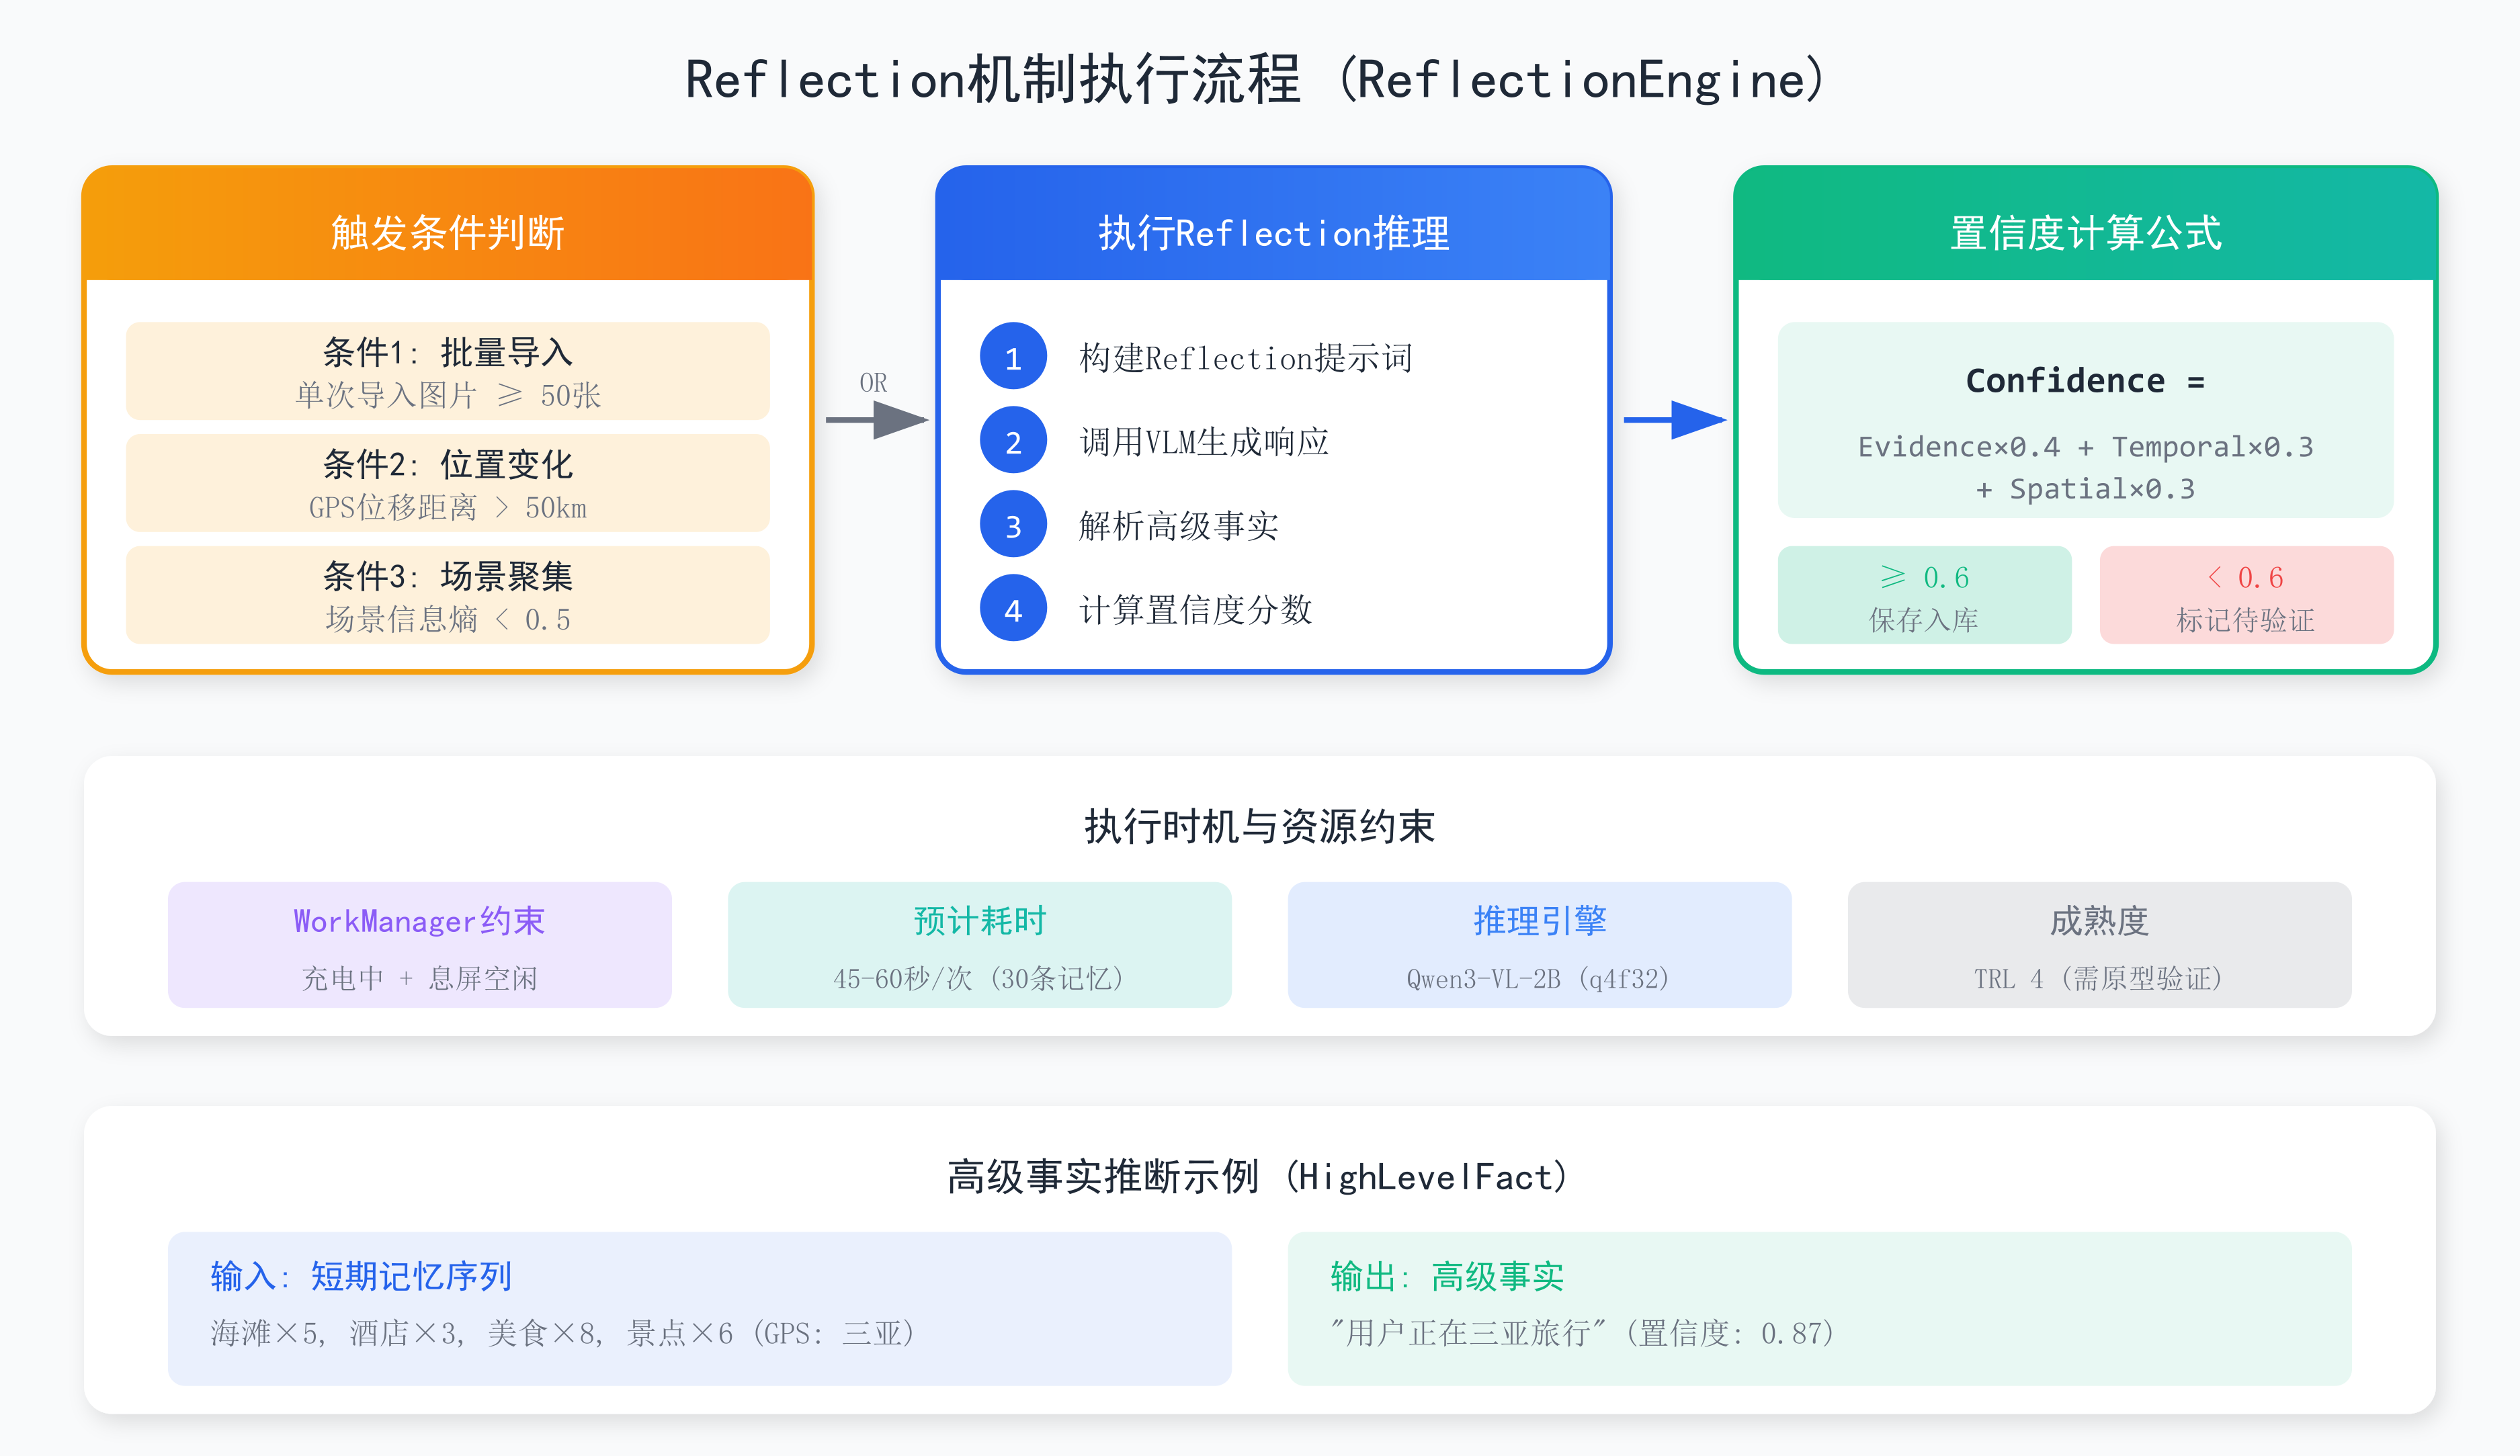 Reflection机制执行流程 (ReflectionEngine)
触发条件判断
条件1: 批量导入
单次导入图片 ≥ 50张
条件2: 位置变化
GPS位移距离 > 50km
条件3: 场景聚集
场景信息熵 < 0.5
OR
执行Reflection推理
1 构建Reflection提示词
2 调用VLM生成响应
3 解析高级事实
4 计算置信度分数
置信度计算公式
Confidence =
Evidence×0.4 + Temporal×0.3
+ Spatial×0.3
≥ 0.6
保存入库
< 0.6
标记待验证
执行时机与资源约束
WorkManager约束
充电中 + 息屏空闲
预计耗时
45-60秒/次 (30条记忆)
推理引擎
Qwen3-VL-2B (q4f32)
成熟度
TRL 4 (需原型验证)
高级事实推断示例 (HighLevelFact)
输入: 短期记忆序列
海滩×5, 酒店×3, 美食×8, 景点×6 (GPS: 三亚)
输出: 高级事实
"用户正在三亚旅行" (置信度: 0.87)